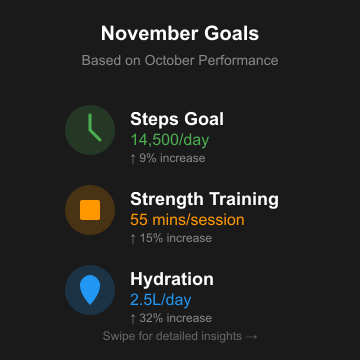 November Goals
Based on October Performance
Steps Goal
14,500/day
↑ 9% increase
Strength Training
55 mins/session
↑ 15% increase
Hydration
2.5L/day
↑ 32% increase
Swipe for detailed insights →